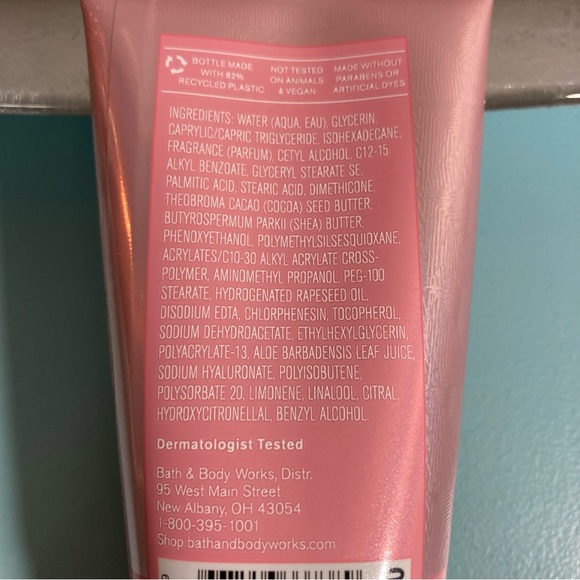 BOTTLE MADE WITH 82% RECYCLED PLASTIC
NOT TESTED ON ANIMALS & VEGAN
MADE WITHOUT PARABENS OR ARTIFICIAL DYES
INGREDIENTS: WATER (AQUA, EAU), GLYCERIN,
CAPRYLIC/CAPRIC TRIGLYCERIDE, ISOHEXADECANE,
FRAGRANCE (PARFUM), CETYL ALCOHOL, C12-15
ALKYL BENZOATE, GLYCERYL STEARATE SE,
PALMITIC ACID, STEARIC ACID, DIMETHICONE,
THEOBROMA CACAO (COCOA) SEED BUTTER,
BUTYROSPERMUM PARKII (SHEA) BUTTER,
PHENOXYETHANOL, POLYMETHYLSILSESQUIOXANE,
ACRYLATES/C10-30 ALKYL ACRYLATE CROSS-
POLYMER, AMINOMETHYL PROPANOL, PEG-100
STEARATE, HYDROGENATED RAPESEED OIL,
DISODIUM EDTA, CHLORPHENESIN, TOCOPHEROL,
SODIUM DEHYDROACETATE, ETHYLHEXYLGLYCERIN,
POLYACRYLATE-13, ALOE BARBADENSIS LEAF JUICE,
SODIUM HYALURONATE, POLYISOBUTENE,
POLYSORBATE 20, LIMONENE, LINALOOL, CITRAL,
HYDROXYCITRONELLAL, BENZYL ALCOHOL.
Dermatologist Tested
Bath & Body Works, Distr.
95 West Main Street
New Albany, OH 43054
1-800-395-1001
Shop bathandbodyworks.com